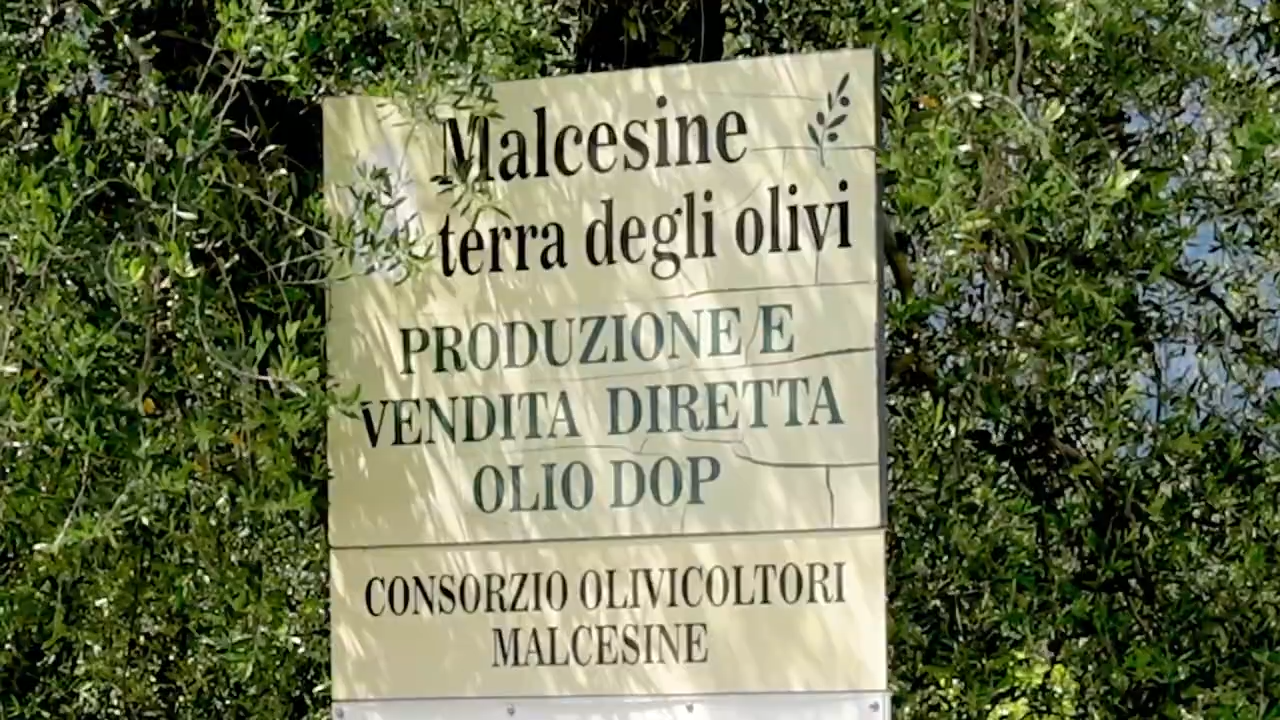 Malcesine
terra degli olivi
PRODUZIONE E
VENDITA DIRETTA
OLIO DOP
CONSORZIO OLIVICOLTORI
MALCESINE